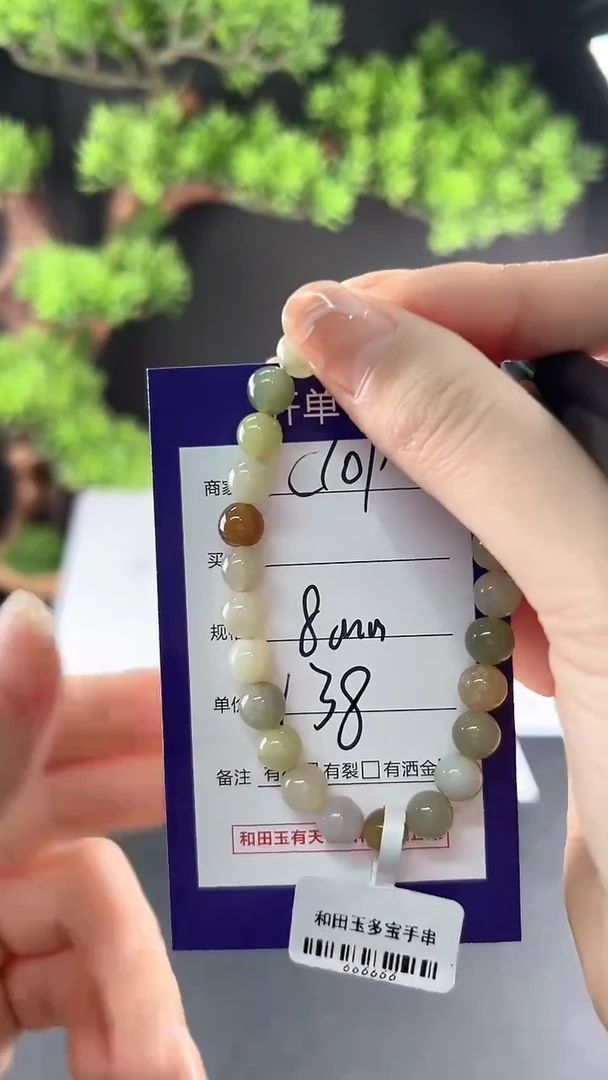 开单
商家
买
规格 8mm
单价 138
备注 有 有裂□有洒金
和田玉有天
和田玉多宝手串
666666